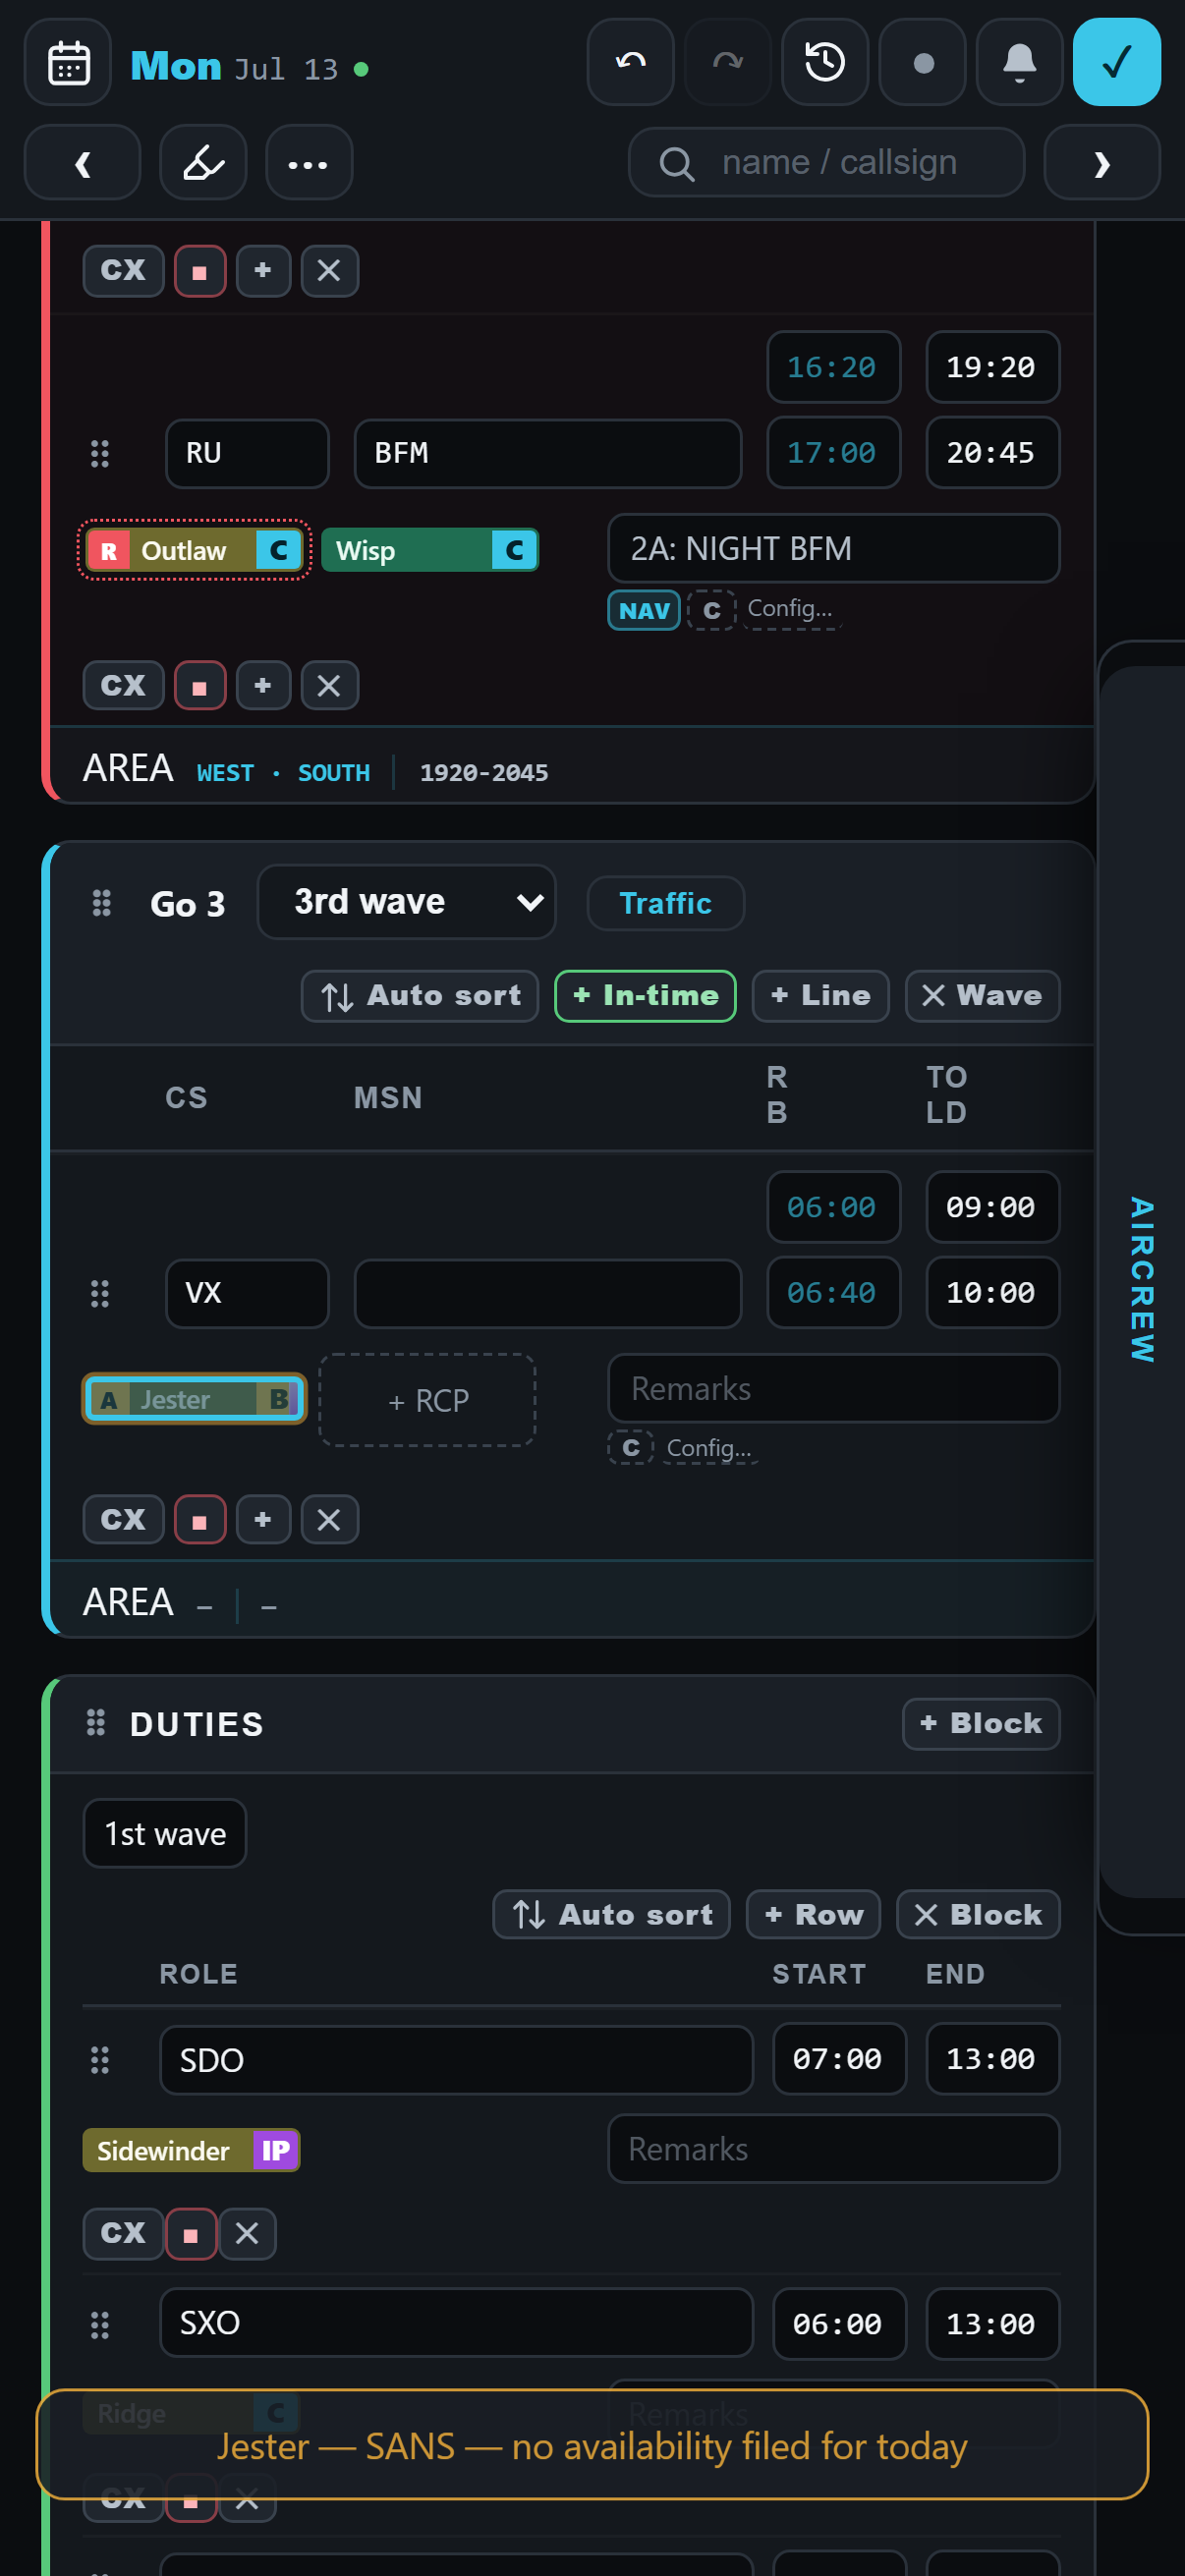 Mon Jul 13
name / callsign
CX +
16:20 19:20
RU BFM 17:00 20:45
R Outlaw C Wisp C 2A: NIGHT BFM
NAV C Config...
CX +
AREA WEST · SOUTH 1920-2045
Go 3 3rd wave Traffic
Auto sort + In-time + Line × Wave
CS MSN R TO
B LD
06:00 09:00
VX 06:40 10:00
A Jester B + RCP Remarks
C Config...
CX +
AREA – | –
AIRCREW
DUTIES + Block
1st wave
Auto sort + Row × Block
ROLE START END
SDO 07:00 13:00
Sidewinder IP Remarks
CX
SXO 06:00 13:00
Ridge C Remarks
Jester — SANS — no availability filed for today
CX